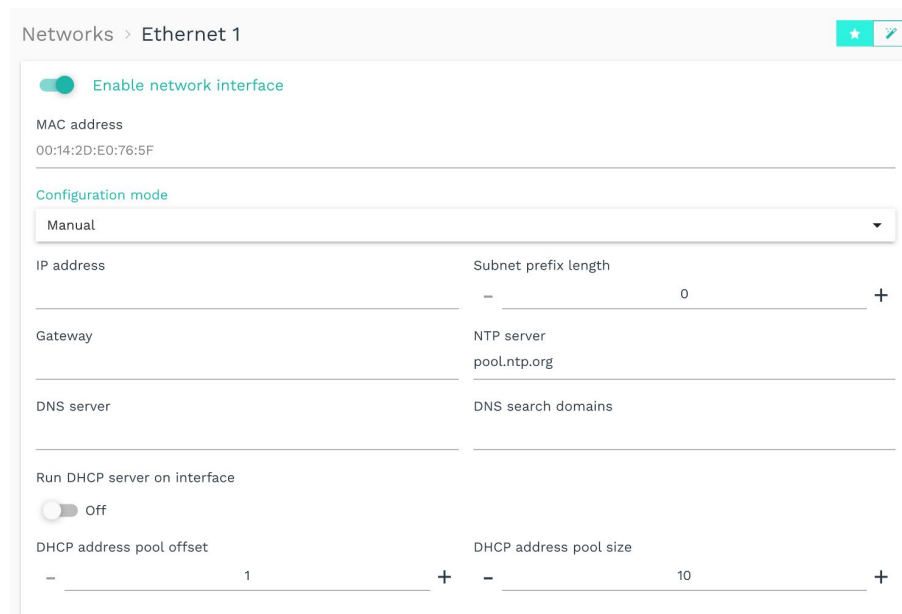 Networks > Ethernet 1
Enable network interface
MAC address
00:14:2D:E0:76:5F
Configuration mode
Manual
IP address
Subnet prefix length
0
Gateway
NTP server
pool.ntp.org
DNS server
DNS search domains
Run DHCP server on interface
Off
DHCP address pool offset
DHCP address pool size
- 1 +
- 10 +